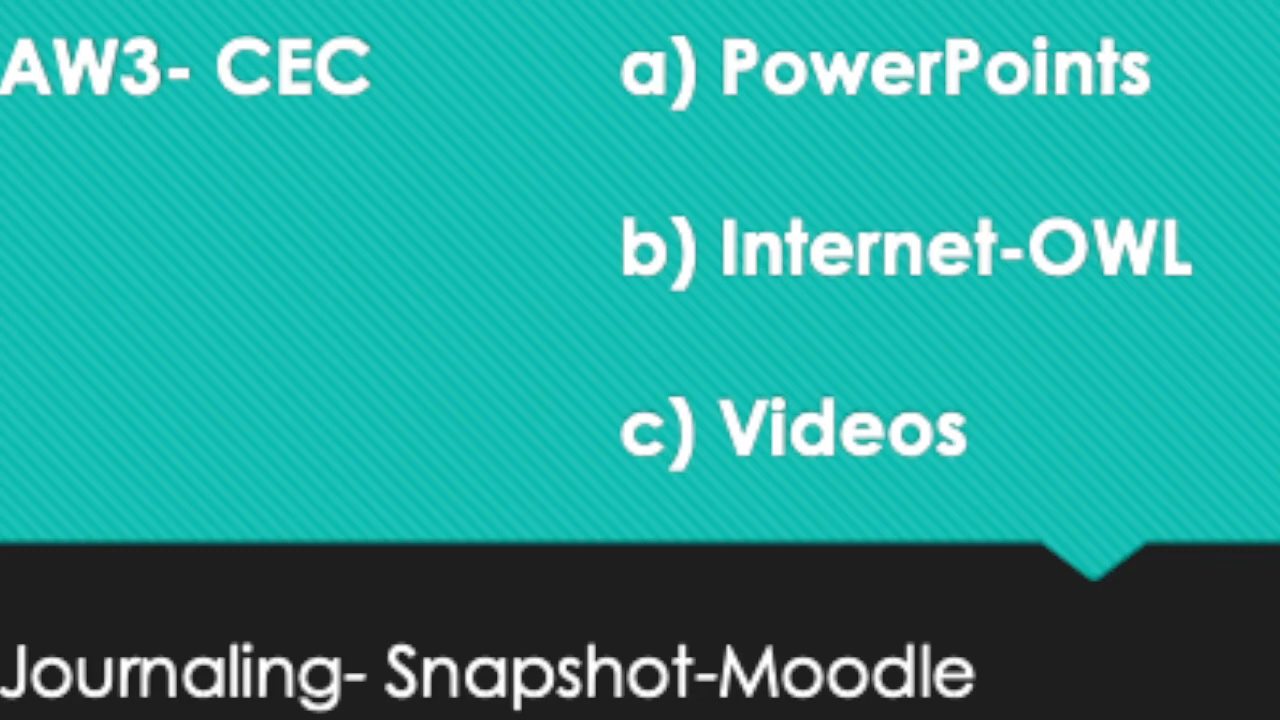 AW3- CEC
a) PowerPoints
b) Internet-OWL
c) Videos
Journaling- Snapshot-Moodle